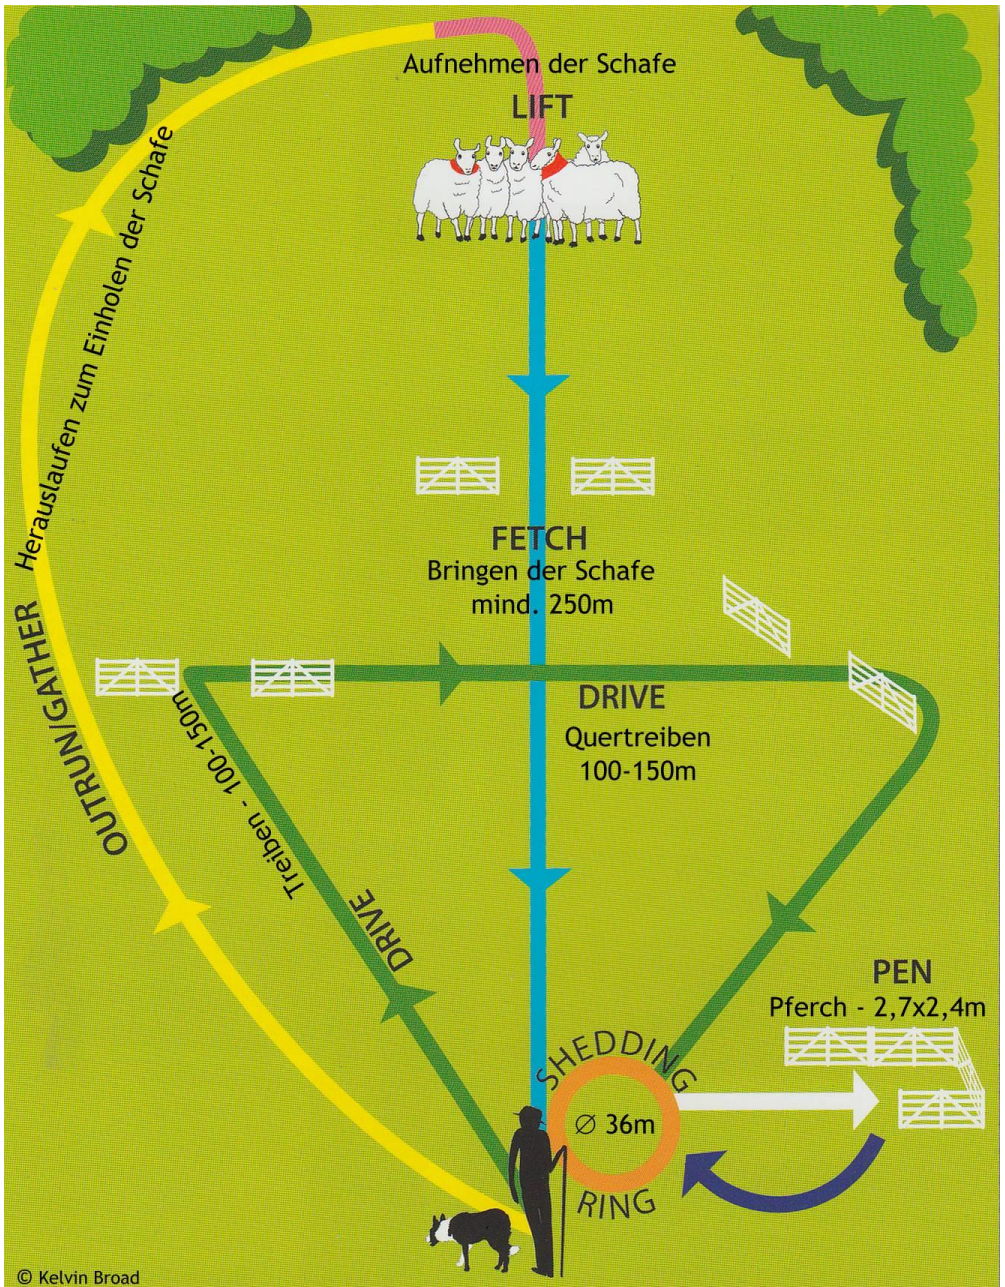 Aufnehmen der Schafe
LIFT
Herauslaufen zum Einholen der Schafe
OUTRUN/GATHER
FETCH
Bringen der Schafe
mind. 250m
DRIVE
Quertreiben
100-150m
Treiben - 100-150m
DRIVE
PEN
Pferch - 2,7x2,4m
SHEDDING
Ø 36m
RING
© Kelvin Broad